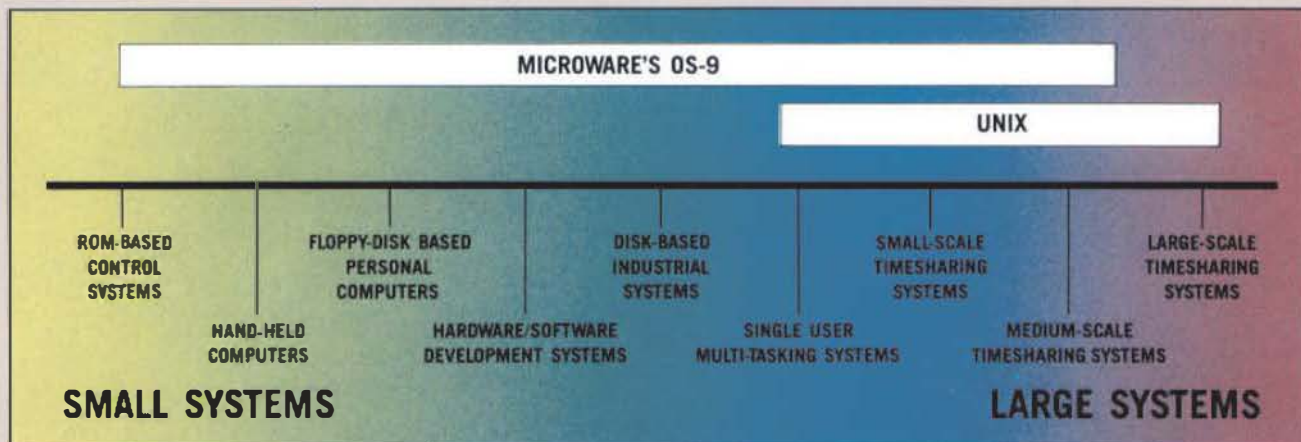 MICROWARE'S OS-9
UNIX
ROM-BASED
CONTROL
SYSTEMS
HAND-HELD
COMPUTERS
FLOPPY-DISK BASED
PERSONAL
COMPUTERS
HARDWARE/SOFTWARE
DEVELOPMENT SYSTEMS
DISK-BASED
INDUSTRIAL
SYSTEMS
SINGLE USER
MULTI-TASKING SYSTEMS
SMALL-SCALE
TIMESHARING
SYSTEMS
MEDIUM-SCALE
TIMESHARING SYSTEMS
LARGE-SCALE
TIMESHARING
SYSTEMS
SMALL SYSTEMS
LARGE SYSTEMS